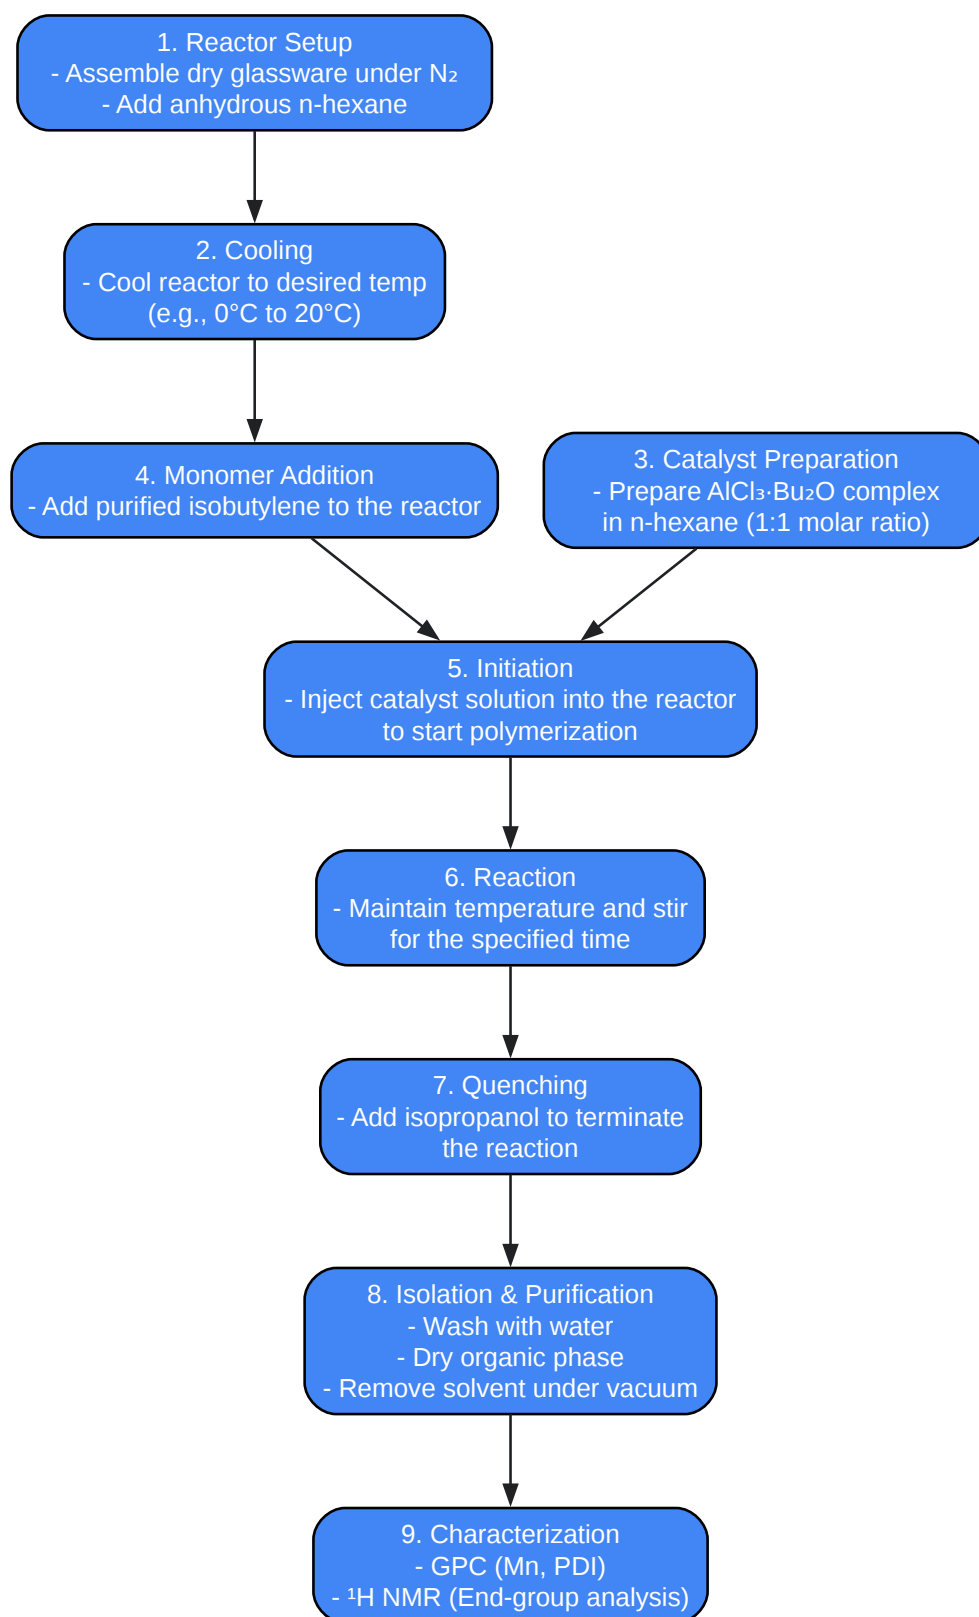 1. Reactor Setup
- Assemble dry glassware under N₂
- Add anhydrous n-hexane
2. Cooling
- Cool reactor to desired temp
(e.g., 0°C to 20°C)
4. Monomer Addition
- Add purified isobutylene to the reactor
3. Catalyst Preparation
- Prepare AlCl₃·Bu₂O complex
in n-hexane (1:1 molar ratio)
5. Initiation
- Inject catalyst solution into the reactor
to start polymerization
6. Reaction
- Maintain temperature and stir
for the specified time
7. Quenching
- Add isopropanol to terminate
the reaction
8. Isolation & Purification
- Wash with water
- Dry organic phase
- Remove solvent under vacuum
9. Characterization
- GPC (Mn, PDI)
- ¹H NMR (End-group analysis)